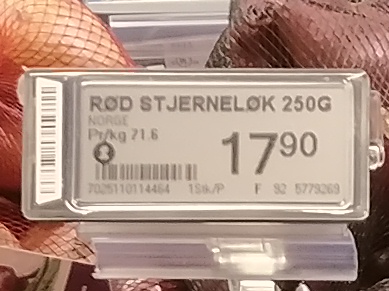 RØD STJERNELØK 250G
NORGE
Pr/kg 71.6
17 90
7025110114464 1Stk/P F 92 5779269